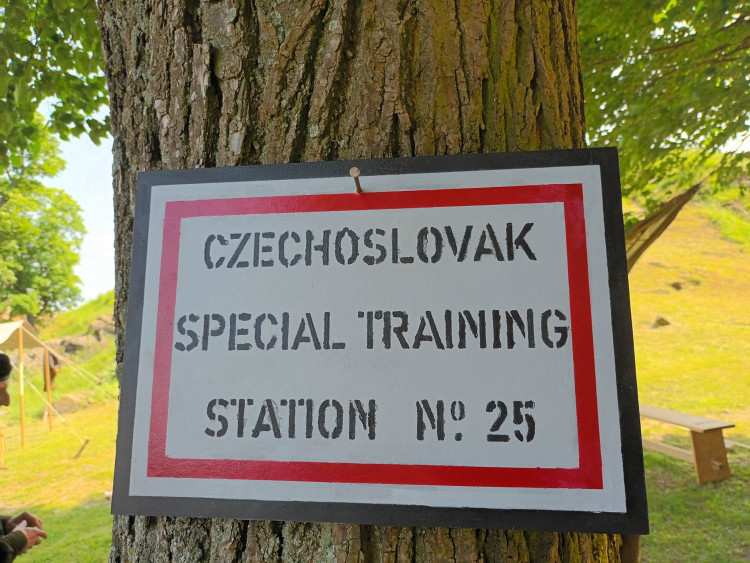 CZECHOSLOVAK
SPECIAL TRAINING
STATION Nº 25